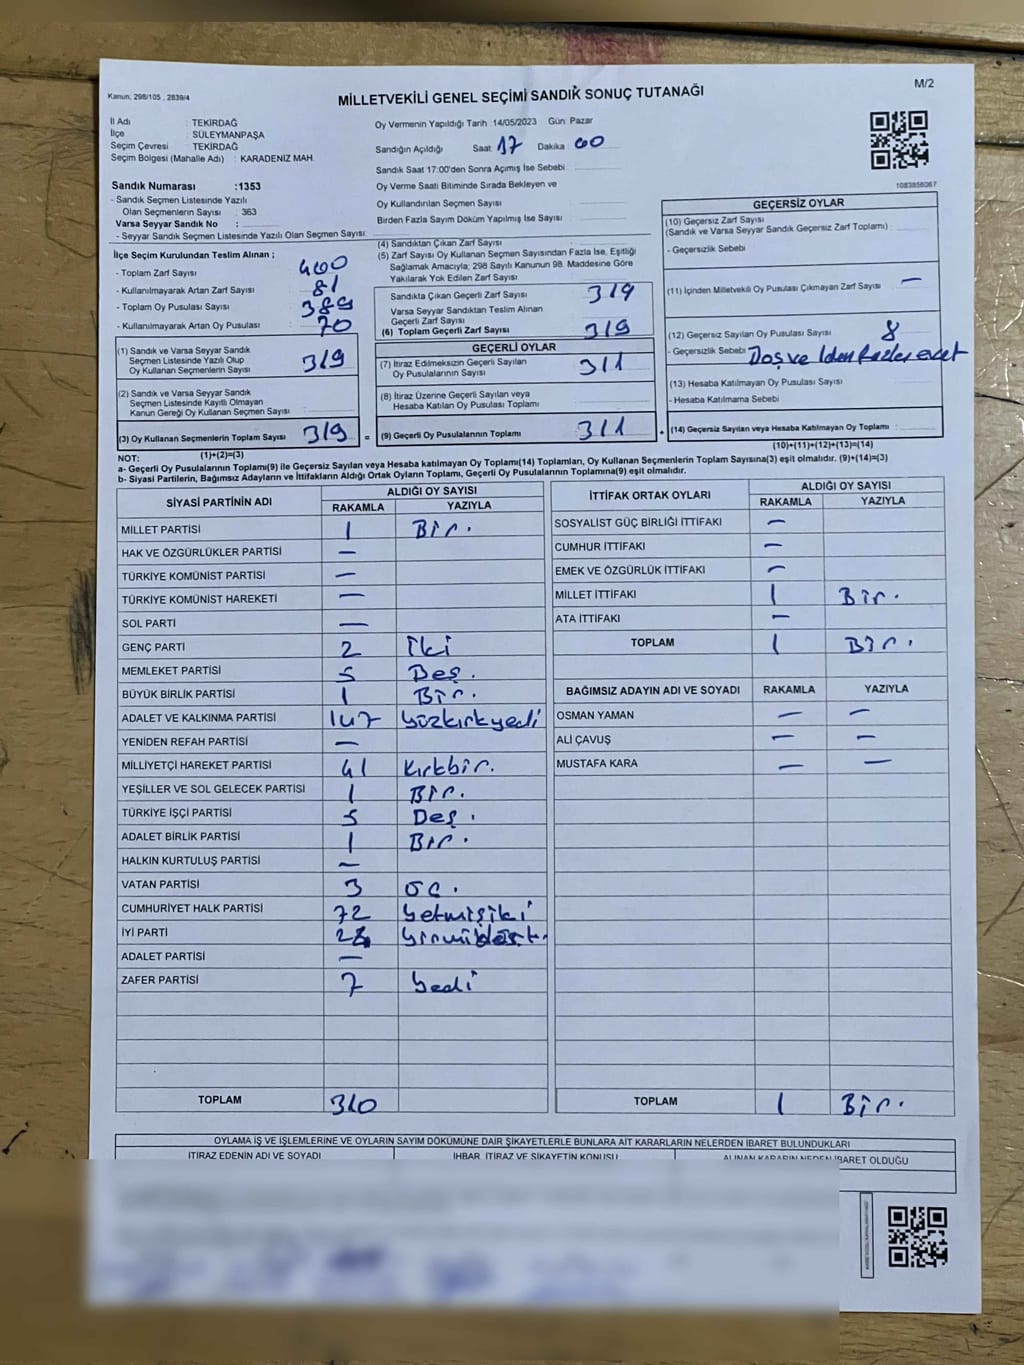 M/2
Kanun: 298/105 , 2839/4
MİLLETVEKİLİ GENEL SEÇİMİ SANDIK SONUÇ TUTANAĞI
İl Adı : TEKİRDAĞ
İlçe : SÜLEYMANPAŞA
Seçim Çevresi : TEKİRDAĞ
Seçim Bölgesi (Mahalle Adı) : KARADENİZ MAH.
Oy Vermenin Yapıldığı Tarih :14/05/2023 Gün Pazar
Sandığın Açıldığı Saat 17 Dakika 00
Sandık Saat 17:00'den Sonra Açımış İse Sebebi
Oy Verme Saati Bitiminde Sırada Bekleyen ve
Oy Kullandırılan Seçmen Sayısı
Birden Fazla Sayım Döküm Yapılmış İse Sayısı
1083856067
Sandık Numarası :1353
- Sandık Seçmen Listesinde Yazılı
Olan Seçmenlerin Sayısı : 363
Varsa Seyyar Sandık No :
- Seyyar Sandık Seçmen Listesinde Yazılı Olan Seçmen Sayısı:
İlçe Seçim Kurulundan Teslim Alınan ;
- Toplam Zarf Sayısı 400
- Kullanılmayarak Artan Zarf Sayısı 81
- Toplam Oy Pusulası Sayısı 389
- Kullanılmayarak Artan Oy Pusulası 70
(1) Sandık ve Varsa Seyyar Sandık
Seçmen Listesinde Yazılı Olup
Oy Kullanan Seçmenlerin Sayısı 319
(2) Sandık ve Varsa Seyyar Sandık
Seçmen Listesinde Kayıtlı Olmayan
Kanun Gereği Oy Kullanan Seçmen Sayısı
(3) Oy Kullanan Seçmenlerin Toplam Sayısı 319 =
(1)+(2)=(3)
(4) Sandıktan Çıkan Zarf Sayısı
(5) Zarf Sayısı Oy Kullanan Seçmen Sayısından Fazla İse, Eşitliği
Sağlamak Amacıyla; 298 Sayılı Kanunun 98. Maddesine Göre
Yakılarak Yok Edilen Zarf Sayısı
Sandıkta Çıkan Geçerli Zarf Sayısı 319
Varsa Seyyar Sandıktan Teslim Alınan
Geçerli Zarf Sayısı
(6) Toplam Geçerli Zarf Sayısı 319
GEÇERLİ OYLAR
(7) İtiraz Edilmeksizin Geçerli Sayılan
Oy Pusulalarının Sayısı 311
(8) İtiraz Üzerine Geçerli Sayılan veya
Hesaba Katılan Oy Pusulası Toplamı
(9) Geçerli Oy Pusulalarının Toplamı 311 +
GEÇERSİZ OYLAR
(10) Geçersiz Zarf Sayısı
(Sandık ve Varsa Seyyar Sandık Geçersiz Zarf Toplamı) :
- Geçersizlik Sebebi
(11) İçinden Milletvekili Oy Pusulası Çıkmayan Zarf Sayısı —
(12) Geçersiz Sayılan Oy Pusulası Sayısı 8
- Geçersizlik Sebebi
(13) Hesaba Katılmayan Oy Pusulası Sayısı
- Hesaba Katılmama Sebebi
(14) Geçersiz Sayılan veya Hesaba Katılmayan Oy Toplamı :
(10)+(11)+(12)+(13)=(14)
NOT:
a- Geçerli Oy Pusulalarının Toplamı(9) ile Geçersiz Sayılan veya Hesaba katılmayan Oy Toplamı(14) Toplamları, Oy Kullanan Seçmenlerin Toplam Sayısına(3) eşit olmalıdır. (9)+(14)=(3)
b- Siyasi Partilerin, Bağımsız Adayların ve İttifakların Aldığı Ortak Oyların Toplamı, Geçerli Oy Pusulalarının Toplamına(9) eşit olmalıdır.
SİYASİ PARTİNİN ADI ALDIĞI OY SAYISI
RAKAMLA YAZIYLA
MİLLET PARTİSİ 1 Bir.
HAK VE ÖZGÜRLÜKLER PARTİSİ —
TÜRKİYE KOMÜNİST PARTİSİ —
TÜRKİYE KOMÜNİST HAREKETİ —
SOL PARTİ —
GENÇ PARTİ 2 İki
MEMLEKET PARTİSİ 5 Beş.
BÜYÜK BİRLİK PARTİSİ 1 Bir.
ADALET VE KALKINMA PARTİSİ 147 Yüzkırkyedi
YENİDEN REFAH PARTİSİ —
MİLLİYETÇİ HAREKET PARTİSİ 41 Kırkbir.
YEŞİLLER VE SOL GELECEK PARTİSİ 1 Bir.
TÜRKİYE İŞÇİ PARTİSİ 5 Beş.
ADALET BİRLİK PARTİSİ 1 Bir.
HALKIN KURTULUŞ PARTİSİ —
VATAN PARTİSİ 3 Üç.
CUMHURİYET HALK PARTİSİ 72 Yetmişiki
İYİ PARTİ 24 Yirmidört.
ADALET PARTİSİ —
ZAFER PARTİSİ 7 Yedi
TOPLAM 310
İTTİFAK ORTAK OYLARI ALDIĞI OY SAYISI
RAKAMLA YAZIYLA
SOSYALİST GÜÇ BİRLİĞİ İTTİFAKI —
CUMHUR İTTİFAKI —
EMEK VE ÖZGÜRLÜK İTTİFAKI —
MİLLET İTTİFAKI 1 Bir.
ATA İTTİFAKI —
TOPLAM 1 Bir.
BAĞIMSIZ ADAYIN ADI VE SOYADI RAKAMLA YAZIYLA
OSMAN YAMAN — —
ALİ ÇAVUŞ — —
MUSTAFA KARA — —
TOPLAM 1 Bir.
OYLAMA İŞ VE İŞLEMLERİNE VE OYLARIN SAYIM DÖKÜMÜNE DAİR ŞİKAYETLERLE BUNLARA AİT KARARLARIN NELERDEN İBARET BULUNDUKLARI
İTİRAZ EDENİN ADI VE SOYADI İHBAR, İTİRAZ VE ŞİKAYETİN KONUSU ALINAN KARARIN NEDEN İBARET OLDUĞU